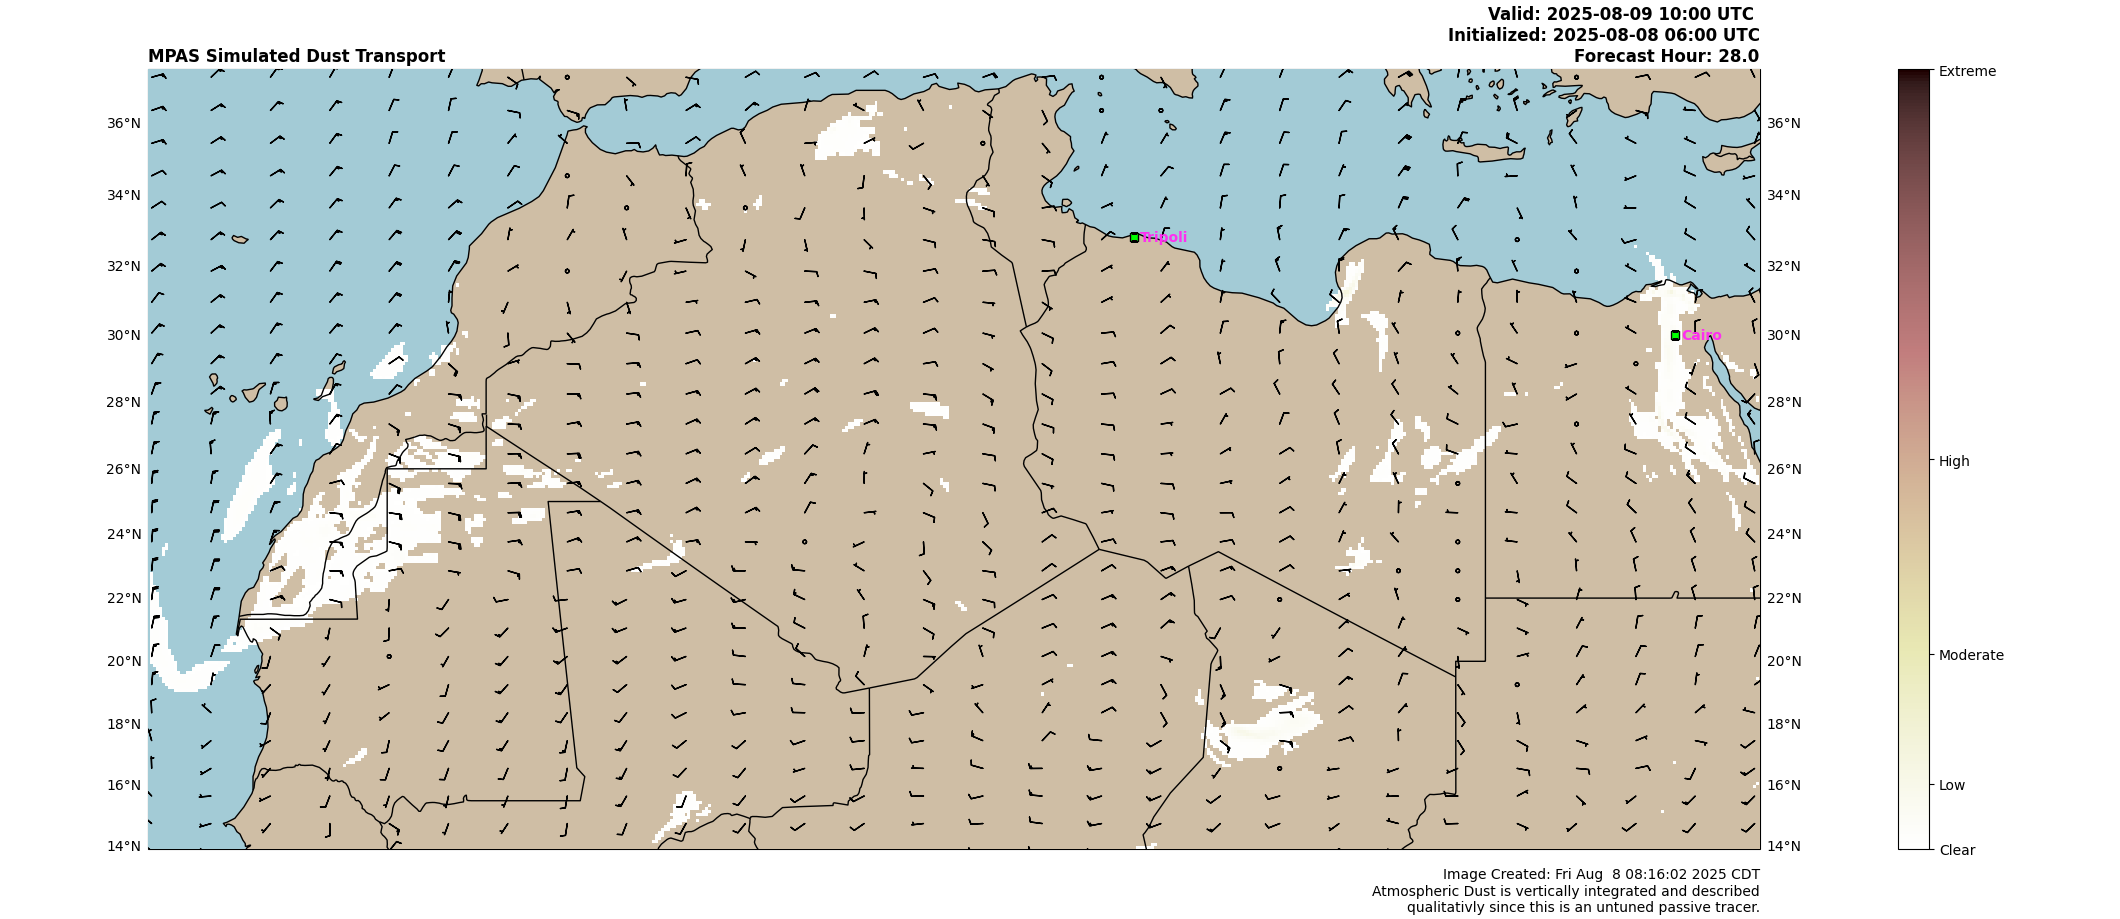 Valid: 2025-08-09 10:00 UTC
Initialized: 2025-08-08 06:00 UTC
MPAS Simulated Dust Transport
Forecast Hour: 28.0
Extreme
36°N
36°N
34°N
34°N
Tripoli
32°N
32°N
30°N
Cairo
30°N
28°N
28°N
26°N
26°N
High
24°N
24°N
22°N
22°N
20°N
20°N
Moderate
18°N
18°N
16°N
16°N
Low
14°N
14°N
Clear
Image Created: Fri Aug  8 08:16:02 2025 CDT
Atmospheric Dust is vertically integrated and described
qualitativly since this is an untuned passive tracer.